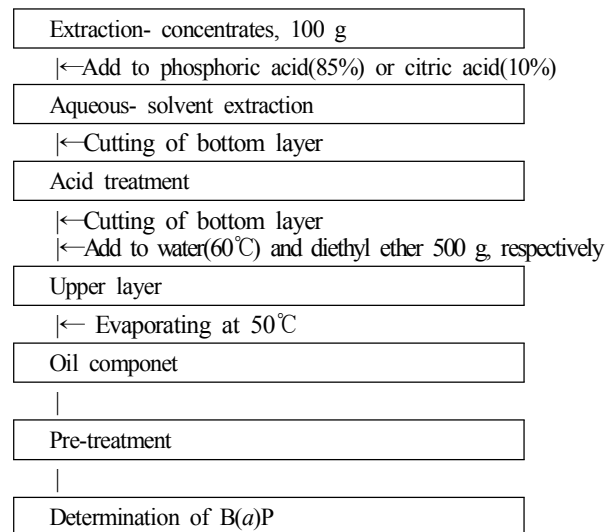 Extraction- concentrates, 100 g
|←Add to phosphoric acid(85%) or citric acid(10%)
Aqueous- solvent extraction
|←Cutting of bottom layer
Acid treatment
|←Cutting of bottom layer
|←Add to water(60℃) and diethyl ether 500 g, respectively
Upper layer
|← Evaporating at 50℃
Oil componet
|
Pre-treatment
|
Determination of B(a)P